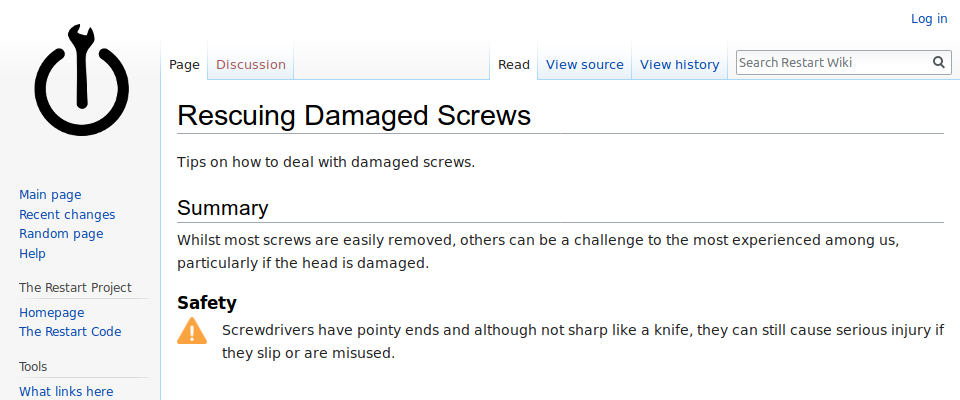 Log in
Page
Discussion
Read
View source
View history
Search Restart Wiki
Rescuing Damaged Screws
Tips on how to deal with damaged screws.
Summary
Whilst most screws are easily removed, others can be a challenge to the most experienced among us,
particularly if the head is damaged.
Safety
Screwdrivers have pointy ends and although not sharp like a knife, they can still cause serious injury if
they slip or are misused.
Main page
Recent changes
Random page
Help
The Restart Project
Homepage
The Restart Code
Tools
What links here